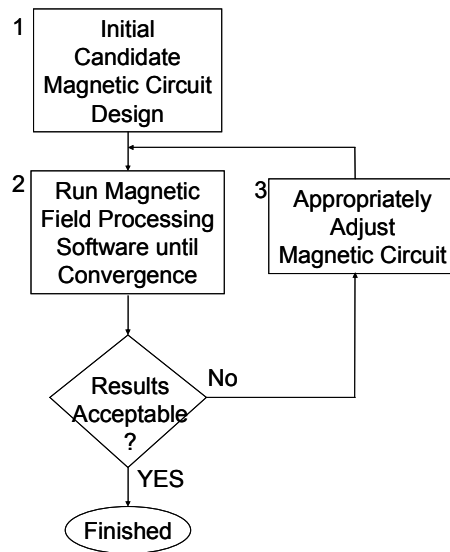 1
Initial
Candidate
Magnetic Circuit
Design
2
Run Magnetic
Field Processing
Software until
Convergence
3
Appropriately
Adjust
Magnetic Circuit
Results
Acceptable
?
No
YES
Finished